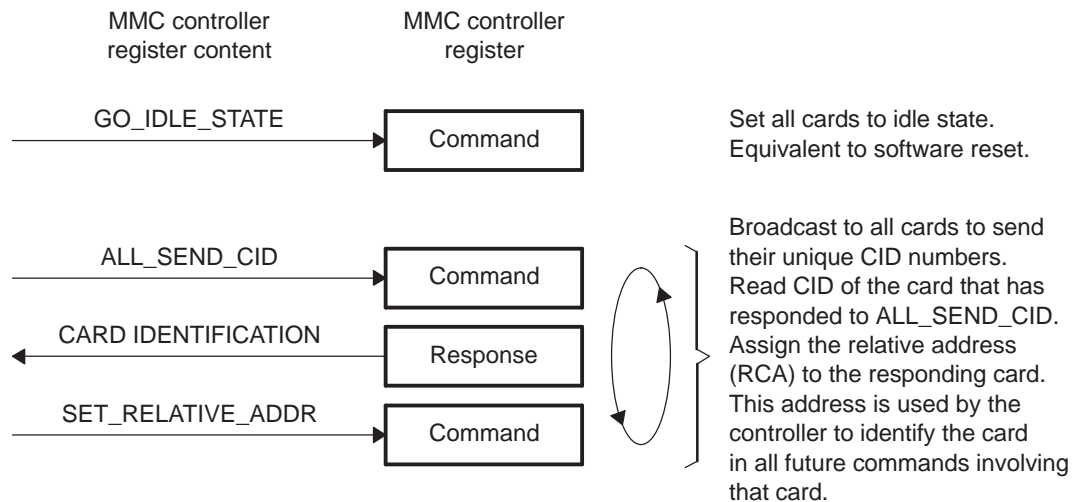 MMC controller
register content
MMC controller
register
GO_IDLE_STATE
Command
Set all cards to idle state.
Equivalent to software reset.
ALL_SEND_CID
Command
CARD IDENTIFICATION
Response
SET_RELATIVE_ADDR
Command
Broadcast to all cards to send
their unique CID numbers.
Read CID of the card that has
responded to ALL_SEND_CID.
Assign the relative address
(RCA) to the responding card.
This address is used by the
controller to identify the card
in all future commands involving
that card.